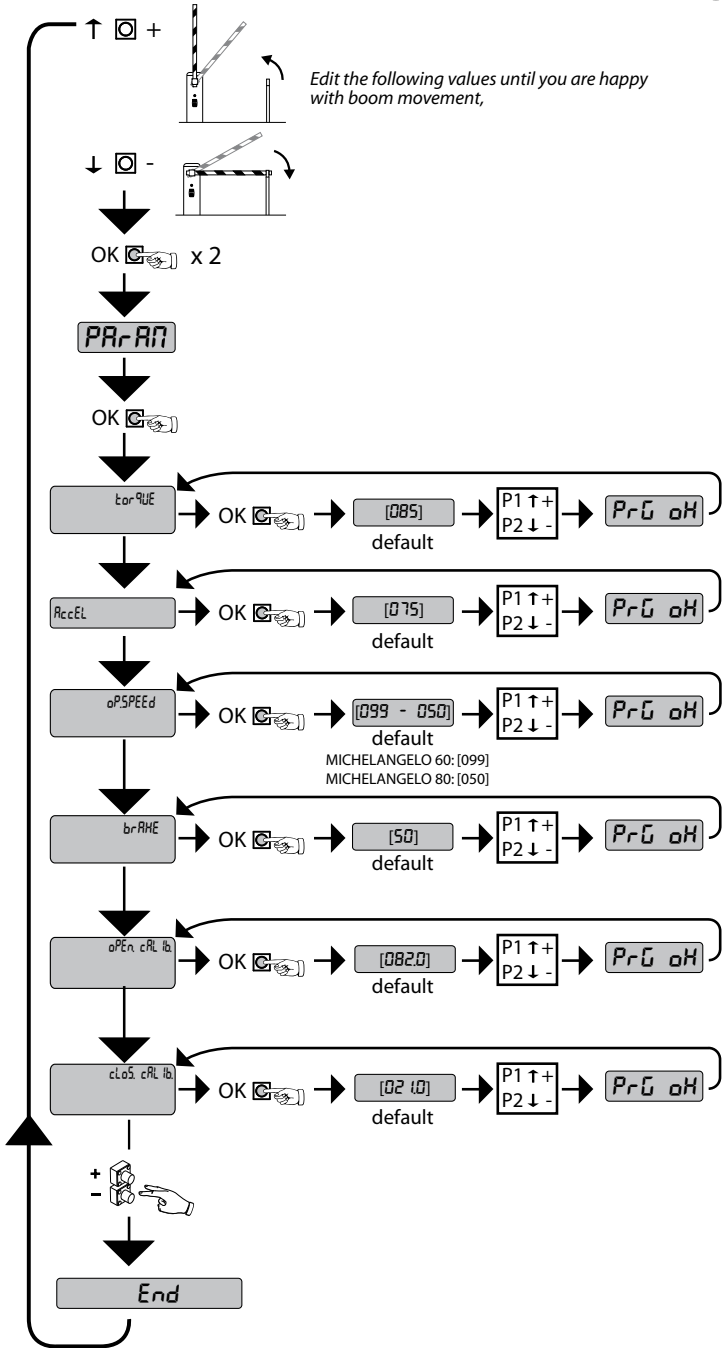 ↑ +
Edit the following values until you are happy
with boom movement,
↓ -
OK x 2
PArAM
OK
torqUE
OK
[085]
default
P1 ↑ +
P2 ↓ -
PrG oK
AccEL
OK
[075]
default
P1 ↑ +
P2 ↓ -
PrG oK
oP.SPEEd
OK
[099 - 050]
default
MICHELANGELO 60: [099]
MICHELANGELO 80: [050]
P1 ↑ +
P2 ↓ -
PrG oK
brAKE
OK
[50]
default
P1 ↑ +
P2 ↓ -
PrG oK
oPEn. cAL ib.
OK
[082.0]
default
P1 ↑ +
P2 ↓ -
PrG oK
cLoS. cAL ib.
OK
[021.0]
default
P1 ↑ +
P2 ↓ -
PrG oK
+
-
End